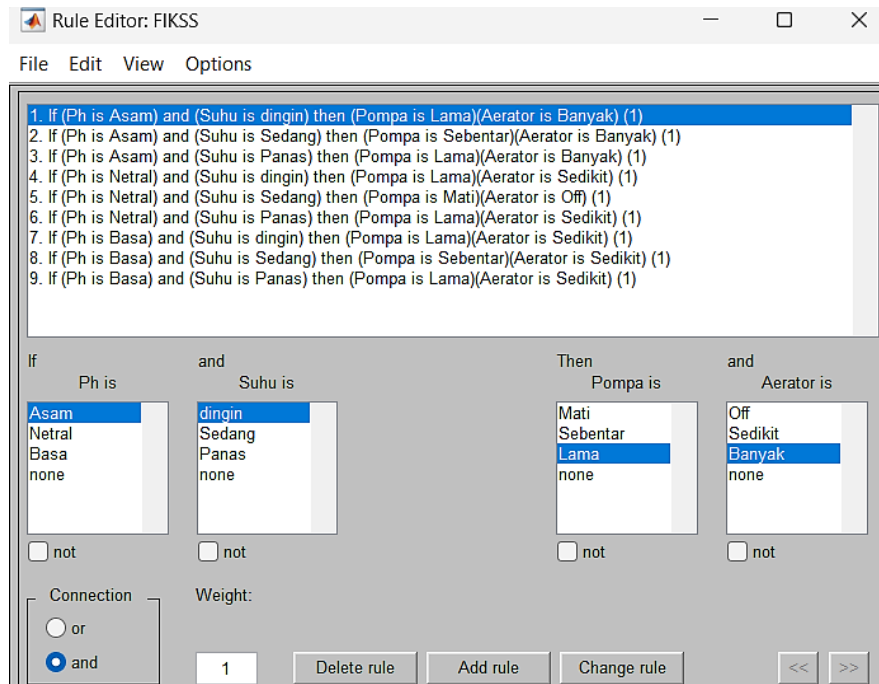 Rule Editor: FIKSS
File Edit View Options
1. If (Ph is Asam) and (Suhu is dingin) then (Pompa is Lama)(Aerator is Banyak) (1)
2. If (Ph is Asam) and (Suhu is Sedang) then (Pompa is Sebentar)(Aerator is Banyak) (1)
3. If (Ph is Asam) and (Suhu is Panas) then (Pompa is Lama)(Aerator is Banyak) (1)
4. If (Ph is Netral) and (Suhu is dingin) then (Pompa is Lama)(Aerator is Sedikit) (1)
5. If (Ph is Netral) and (Suhu is Sedang) then (Pompa is Mati)(Aerator is Off) (1)
6. If (Ph is Netral) and (Suhu is Panas) then (Pompa is Lama)(Aerator is Sedikit) (1)
7. If (Ph is Basa) and (Suhu is dingin) then (Pompa is Lama)(Aerator is Sedikit) (1)
8. If (Ph is Basa) and (Suhu is Sedang) then (Pompa is Sebentar)(Aerator is Sedikit) (1)
9. If (Ph is Basa) and (Suhu is Panas) then (Pompa is Lama)(Aerator is Sedikit) (1)
If and Then and
Ph is Suhu is Pompa is Aerator is
Asam dingin Mati Off
Netral Sedang Sebentar Sedikit
Basa Panas Lama Banyak
none none none none
not not not not
Connection Weight:
or
and 1 Delete rule Add rule Change rule << >>